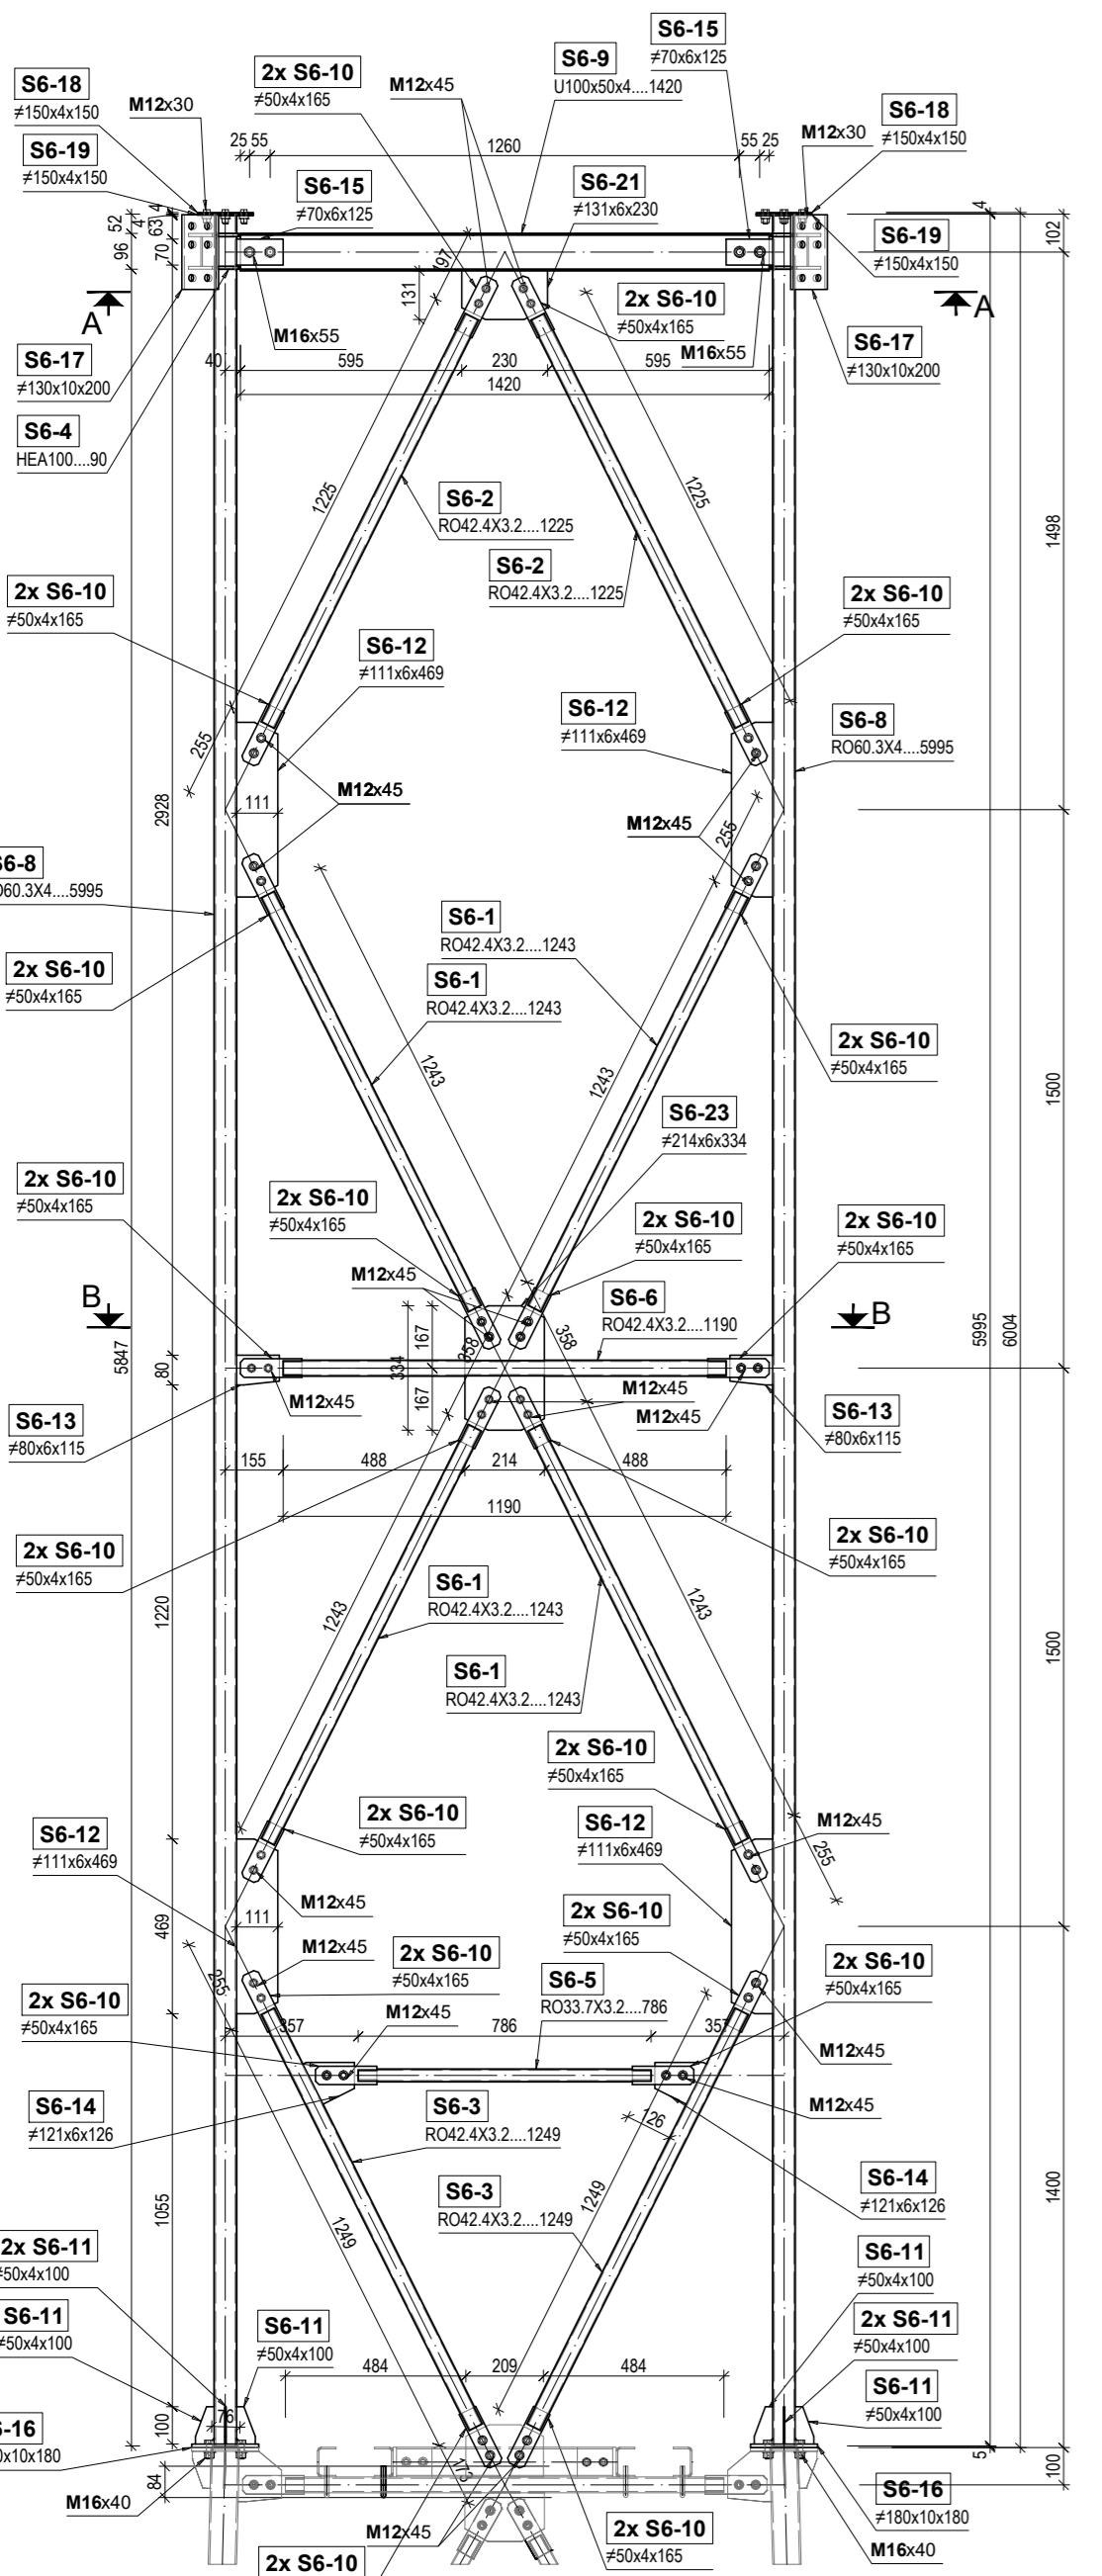 S6-15
≠70x6x125
S6-9
U100x50x4....1420
2x S6-10
≠50x4x165
M12x45
S6-18
≠150x4x150
M12x30
S6-18
≠150x4x150
M12x30
25 55
1260
55 25
S6-19
≠150x4x150
S6-15
≠70x6x125
S6-21
≠131x6x230
4
52
4
63
96
70
4
102
S6-19
≠150x4x150
197
131
2x S6-10
≠50x4x165
A
A
M16x55
M16x55
S6-17
≠130x10x200
S6-17
≠130x10x200
40
595
230
595
1420
S6-4
HEA100....90
1225
1225
S6-2
RO42.4X3.2....1225
1498
S6-2
RO42.4X3.2....1225
2x S6-10
≠50x4x165
2x S6-10
≠50x4x165
S6-12
≠111x6x469
S6-12
≠111x6x469
S6-8
RO60.3X4....5995
255
M12x45
111
2928
M12x45
255
60.3X4....5995
S6-1
RO42.4X3.2....1243
2x S6-10
≠50x4x165
S6-1
RO42.4X3.2....1243
2x S6-10
≠50x4x165
1243
1243
1500
S6-23
≠214x6x334
2x S6-10
≠50x4x165
2x S6-10
≠50x4x165
2x S6-10
≠50x4x165
2x S6-10
≠50x4x165
M12x45
S6-6
RO42.4X3.2....1190
B
B
5847
5995
6004
167
358
358
334
80
167
M12x45
M12x45
M12x45
S6-13
≠80x6x115
S6-13
≠80x6x115
155
488
214
488
1190
2x S6-10
≠50x4x165
2x S6-10
≠50x4x165
S6-1
RO42.4X3.2....1243
1220
1243
1243
1500
S6-1
RO42.4X3.2....1243
2x S6-10
≠50x4x165
2x S6-10
≠50x4x165
S6-12
≠111x6x469
S6-12
≠111x6x469
M12x45
255
M12x45
111
469
2x S6-10
≠50x4x165
M12x45
255
2x S6-10
≠50x4x165
2x S6-10
≠50x4x165
S6-5
RO33.7X3.2....786
2x S6-10
≠50x4x165
M12x45
357
786
357
M12x45
S6-14
≠121x6x126
S6-3
RO42.4X3.2....1249
126
M12x45
S6-3
RO42.4X3.2....1249
S6-14
≠121x6x126
1055
1249
1249
1400
2x S6-11
50x4x100
S6-11
≠50x4x100
S6-11
50x4x100
S6-11
≠50x4x100
2x S6-11
≠50x4x100
S6-11
≠50x4x100
484
209
484
76
100
84
173
5
100
0x10x180
M16x40
S6-16
≠180x10x180
M16x40
M12x45
2x S6-10
≠50x4x165
2x S6-10